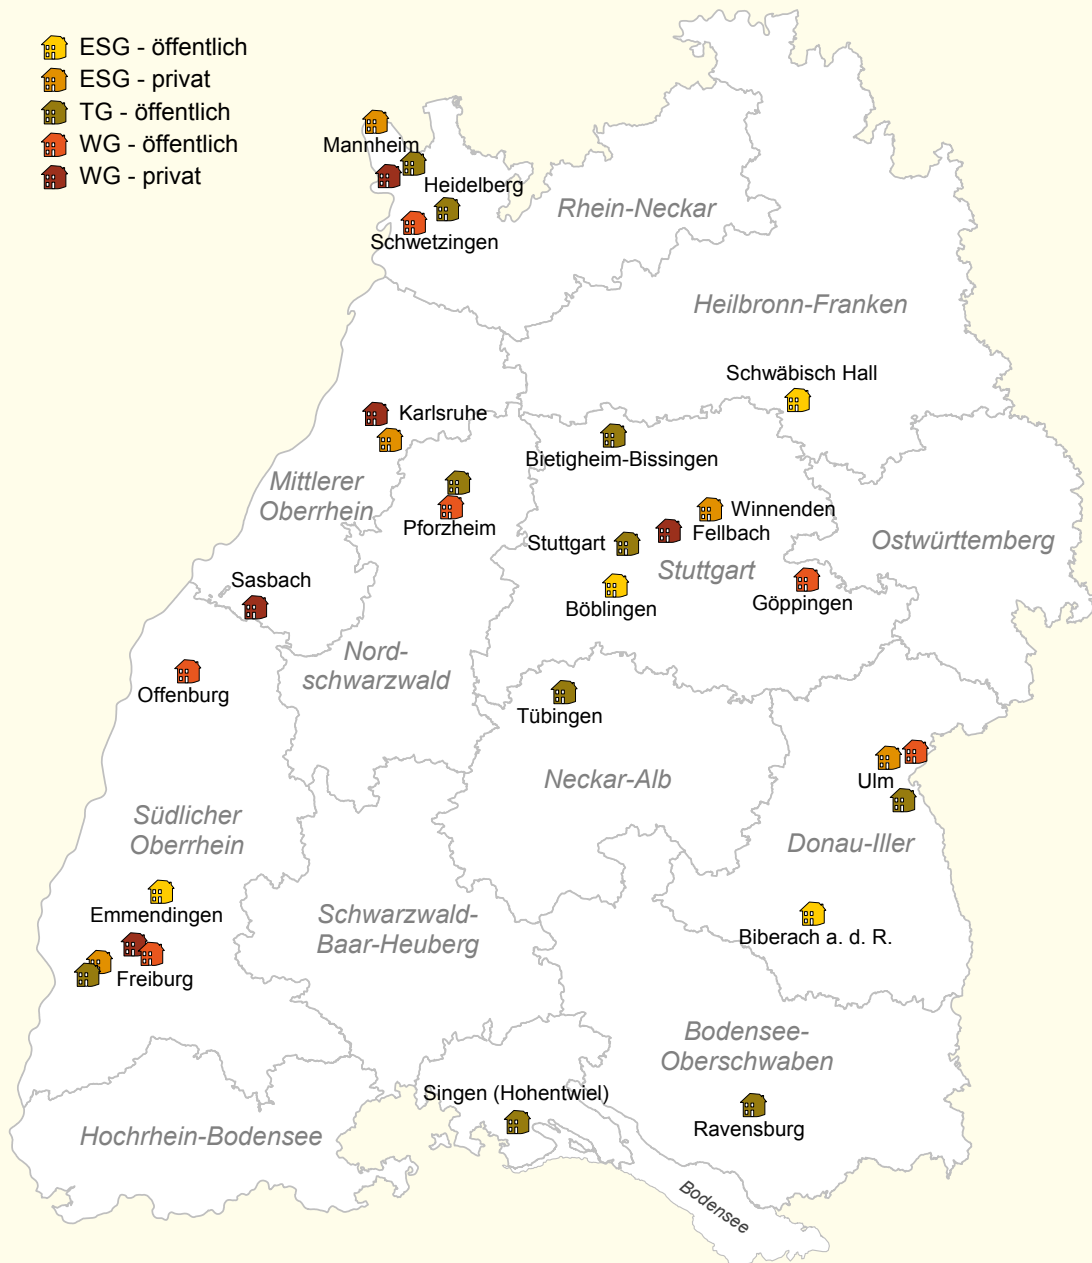 ESG - öffentlich
ESG - privat
TG - öffentlich
WG - öffentlich
WG - privat
Mannheim
Heidelberg
Schwetzingen
Rhein-Neckar
Heilbronn-Franken
Schwäbisch Hall
Karlsruhe
Bietigheim-Bissingen
Mittlerer
Oberrhein
Pforzheim
Winnenden
Fellbach
Stuttgart
Stuttgart
Ostwürttemberg
Sasbach
Böblingen
Göppingen
Nord-
schwarzwald
Offenburg
Tübingen
Neckar-Alb
Ulm
Südlicher
Oberrhein
Donau-Iller
Emmendingen
Schwarzwald-
Baar-Heuberg
Biberach a. d. R.
Freiburg
Bodensee-
Oberschwaben
Singen (Hohentwiel)
Ravensburg
Hochrhein-Bodensee
Bodensee